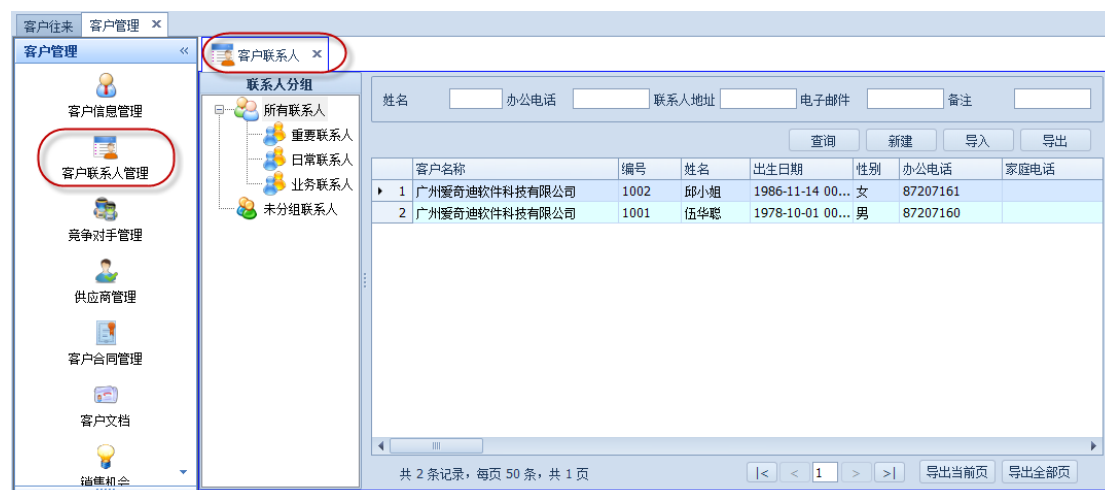 客户往来 客户管理
客户管理
客户信息管理
客户联系人管理
竞争对手管理
供应商管理
客户合同管理
客户文档
销售机会
客户联系人
联系人分组
所有联系人
重要联系人
日常联系人
业务联系人
未分组联系人
姓名 办公电话 联系人地址 电子邮件 备注
查询 新建 导入 导出
客户名称 编号 姓名 出生日期 性别 办公电话 家庭电话
1 广州爱奇迪软件科技有限公司 1002 邱小姐 1986-11-14 00... 女 87207161
2 广州爱奇迪软件科技有限公司 1001 伍华聪 1978-10-01 00... 男 87207160
共 2 条记录，每页 50 条，共 1 页 |< < 1 > >| 导出当前页 导出全部页